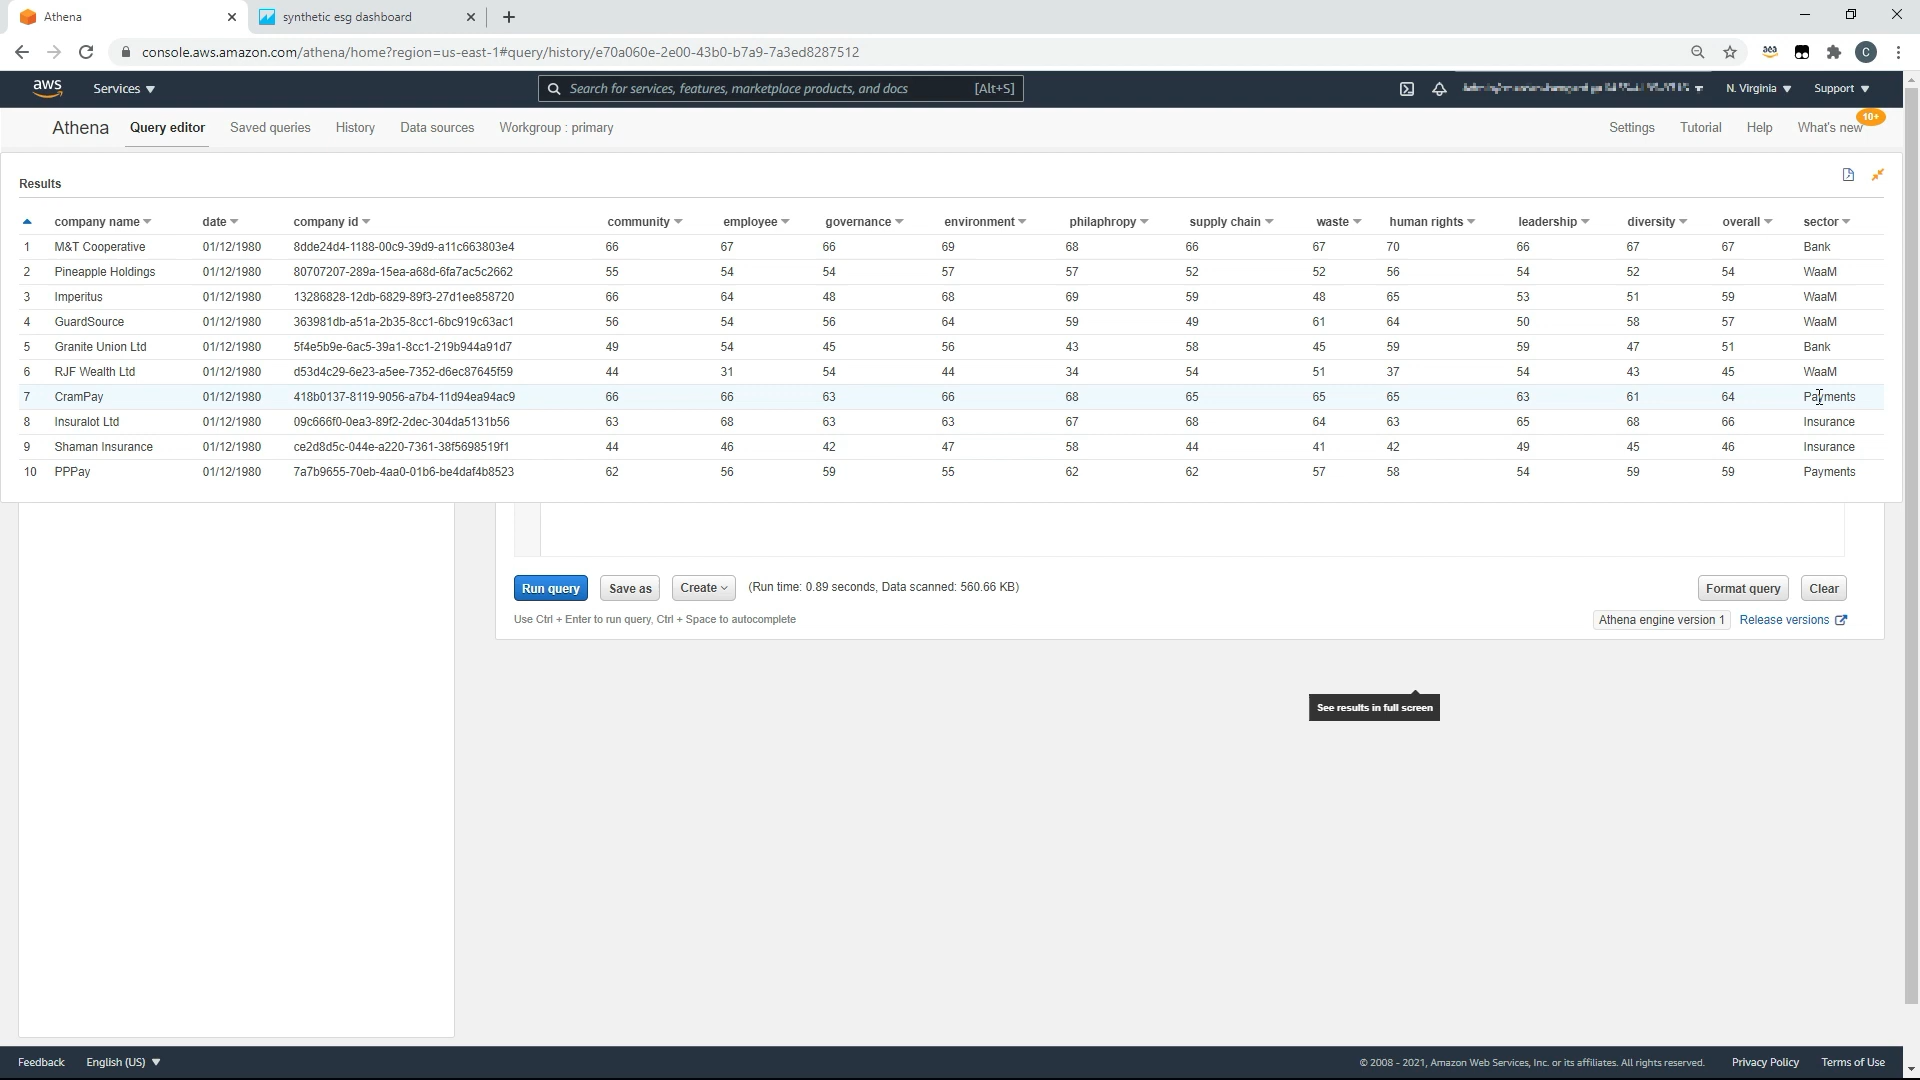 Athena
synthetic esg dashboard
console.aws.amazon.com/athena/home?region=us-east-1#query/history/e70a060e-2e00-43b0-b7a9-7a3ed8287512
C
aws Services Search for services, features, marketplace products, and docs [Alt+S] N. Virginia Support
Athena Query editor Saved queries History Data sources Workgroup : primary Settings Tutorial Help What's new 10+
Results
company name date company id community employee governance environment philaphropy supply chain waste human rights leadership diversity overall sector
1 M&T Cooperative 01/12/1980 8dde24d4-1188-00c9-39d9-a11c663803e4 66 67 66 69 68 66 67 70 66 67 67 Bank
2 Pineapple Holdings 01/12/1980 80707207-289a-15ea-a68d-6fa7ac5c2662 55 54 54 57 57 52 52 56 54 52 54 WaaM
3 Imperitus 01/12/1980 13286828-12db-6829-89f3-27d1ee858720 66 64 48 68 69 59 48 65 53 51 59 WaaM
4 GuardSource 01/12/1980 363981db-a51a-2b35-8cc1-6bc919c63ac1 56 54 56 64 59 49 61 64 50 58 57 WaaM
5 Granite Union Ltd 01/12/1980 5f4e5b9e-6ac5-39a1-8cc1-219b944a91d7 49 54 45 56 43 58 45 59 59 47 51 Bank
6 RJF Wealth Ltd 01/12/1980 d53d4c29-6e23-a5ee-7352-d6ec87645f59 44 31 54 44 34 54 51 37 54 43 45 WaaM
7 CramPay 01/12/1980 418b0137-8119-9056-a7b4-11d94ea94ac9 66 66 63 66 68 65 65 65 63 61 64 Payments
8 Insuralot Ltd 01/12/1980 09c666f0-0ea3-89f2-2dec-304da5131b56 63 68 63 63 67 68 64 63 65 68 66 Insurance
9 Shaman Insurance 01/12/1980 ce2d8d5c-044e-a220-7361-38f5698519f1 44 46 42 47 58 44 41 42 49 45 46 Insurance
10 PPPay 01/12/1980 7a7b9655-70eb-4aa0-01b6-be4daf4b8523 62 56 59 55 62 62 57 58 54 59 59 Payments
Run query Save as Create (Run time: 0.89 seconds, Data scanned: 560.66 KB) Format query Clear
Use Ctrl + Enter to run query, Ctrl + Space to autocomplete Athena engine version 1 Release versions
See results in full screen
Feedback English (US) © 2008 - 2021, Amazon Web Services, Inc. or its affiliates. All rights reserved. Privacy Policy Terms of Use